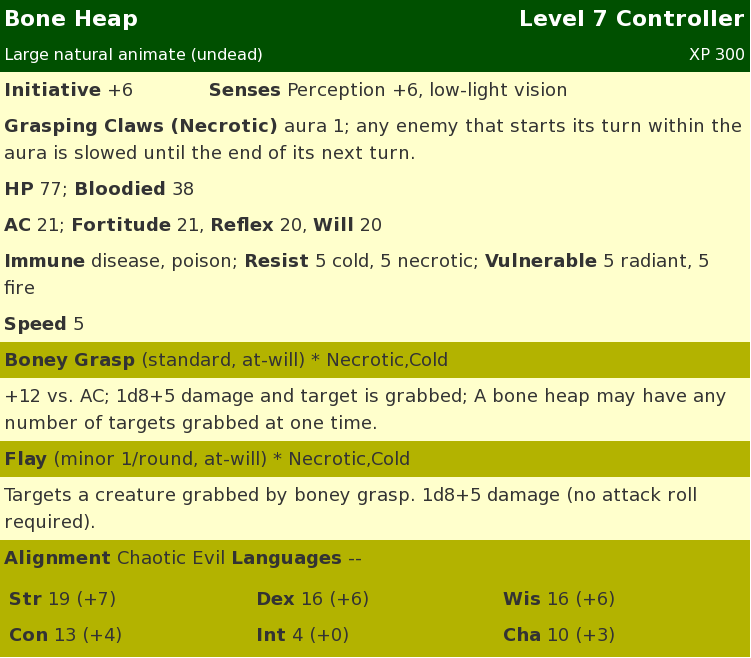 Bone Heap Level 7 Controller
Large natural animate (undead) XP 300
Initiative +6 Senses Perception +6, low-light vision
Grasping Claws (Necrotic) aura 1; any enemy that starts its turn within the
aura is slowed until the end of its next turn.
HP 77; Bloodied 38
AC 21; Fortitude 21, Reflex 20, Will 20
Immune disease, poison; Resist 5 cold, 5 necrotic; Vulnerable 5 radiant, 5
fire
Speed 5
Boney Grasp (standard, at-will) * Necrotic,Cold
+12 vs. AC; 1d8+5 damage and target is grabbed; A bone heap may have any
number of targets grabbed at one time.
Flay (minor 1/round, at-will) * Necrotic,Cold
Targets a creature grabbed by boney grasp. 1d8+5 damage (no attack roll
required).
Alignment Chaotic Evil Languages --
Str 19 (+7) Dex 16 (+6) Wis 16 (+6)
Con 13 (+4) Int 4 (+0) Cha 10 (+3)